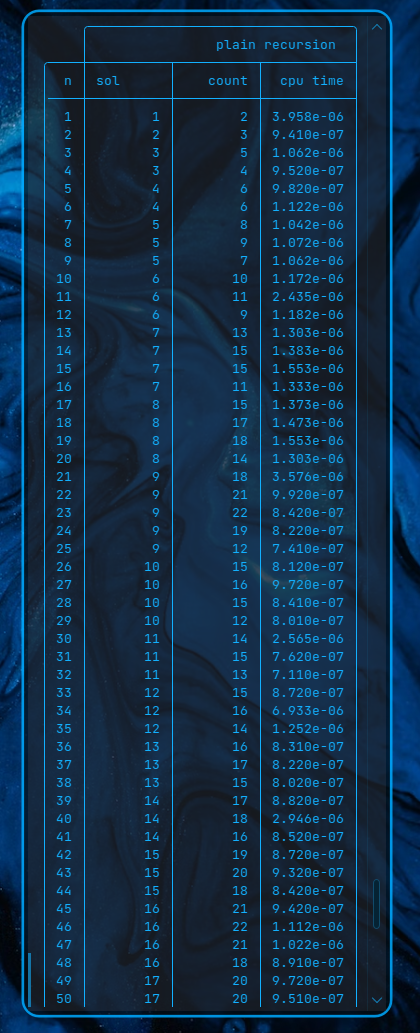 plain recursion
n sol count cpu time
1 1 2 3.958e-06
2 2 3 9.410e-07
3 3 5 1.062e-06
4 3 4 9.520e-07
5 4 6 9.820e-07
6 4 6 1.122e-06
7 5 8 1.042e-06
8 5 9 1.072e-06
9 5 7 1.062e-06
10 6 10 1.172e-06
11 6 11 2.435e-06
12 6 9 1.182e-06
13 7 13 1.303e-06
14 7 15 1.383e-06
15 7 15 1.553e-06
16 7 11 1.333e-06
17 8 15 1.373e-06
18 8 17 1.473e-06
19 8 18 1.553e-06
20 8 14 1.303e-06
21 9 18 3.576e-06
22 9 21 9.920e-07
23 9 22 8.420e-07
24 9 19 8.220e-07
25 9 12 7.410e-07
26 10 15 8.120e-07
27 10 16 9.720e-07
28 10 15 8.410e-07
29 10 12 8.010e-07
30 11 14 2.565e-06
31 11 15 7.620e-07
32 11 13 7.110e-07
33 12 15 8.720e-07
34 12 16 6.933e-06
35 12 14 1.252e-06
36 13 16 8.310e-07
37 13 17 8.220e-07
38 13 15 8.020e-07
39 14 17 8.820e-07
40 14 18 2.946e-06
41 14 16 8.520e-07
42 15 19 8.720e-07
43 15 20 9.320e-07
44 15 18 8.420e-07
45 16 21 9.420e-07
46 16 22 1.112e-06
47 16 21 1.022e-06
48 16 18 8.910e-07
49 17 20 9.720e-07
50 17 20 9.510e-07